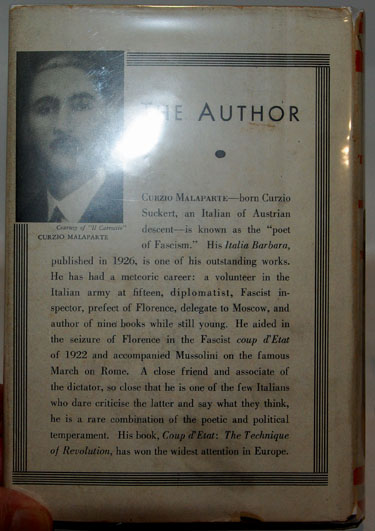 THE AUTHOR
Courtesy of "Il Carroccio"
CURZIO MALAPARTE
CURZIO MALAPARTE—born Curzio
Suckert, an Italian of Austrian
descent—is known as the "poet
of Fascism." His Italia Barbara,
published in 1926, is one of his outstanding works.
He has had a meteoric career: a volunteer in the
Italian army at fifteen, diplomatist, Fascist in-
spector, prefect of Florence, delegate to Moscow, and
author of nine books while still young. He aided in
the seizure of Florence in the Fascist coup d'Etat
of 1922 and accompanied Mussolini on the famous
March on Rome. A close friend and associate of
the dictator, so close that he is one of the few Italians
who dare criticise the latter and say what they think,
he is a rare combination of the poetic and political
temperament. His book, Coup d'Etat: The Technique
of Revolution, has won the widest attention in Europe.